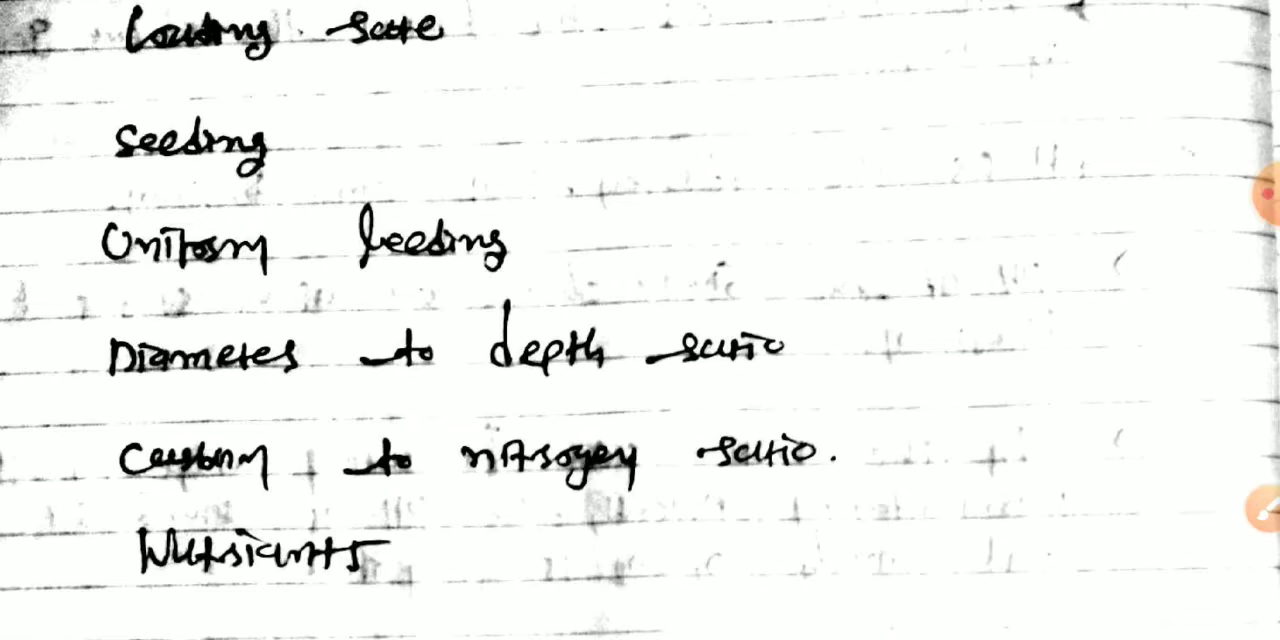 Loading rate
Seeding
Uniform feeding
Diameter to depth ratio
Carbon to nitrogen ratio.
Nutrients